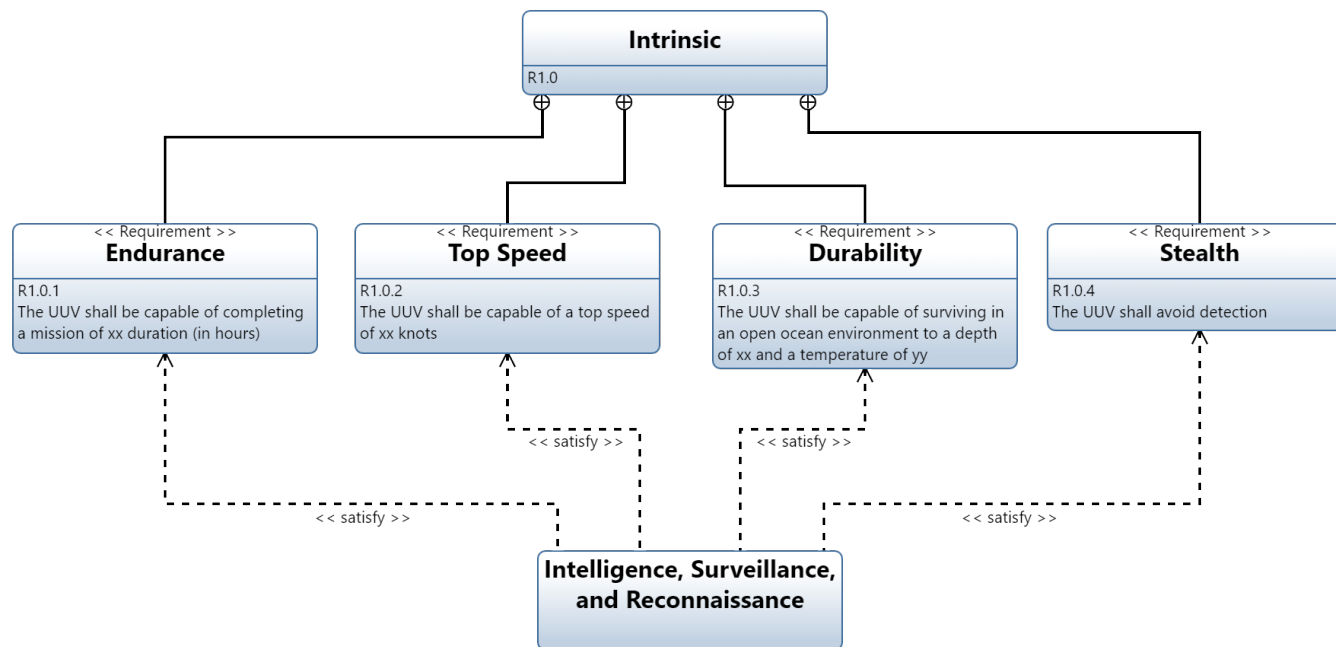 Intrinsic
R1.0
<< Requirement >>
Endurance
R1.0.1
The UUV shall be capable of completing
a mission of xx duration (in hours)
<< Requirement >>
Top Speed
R1.0.2
The UUV shall be capable of a top speed
of xx knots
<< Requirement >>
Durability
R1.0.3
The UUV shall be capable of surviving in
an open ocean environment to a depth
of xx and a temperature of yy
<< Requirement >>
Stealth
R1.0.4
The UUV shall avoid detection
<< satisfy >>
<< satisfy >>
<< satisfy >>
<< satisfy >>
Intelligence, Surveillance,
and Reconnaissance